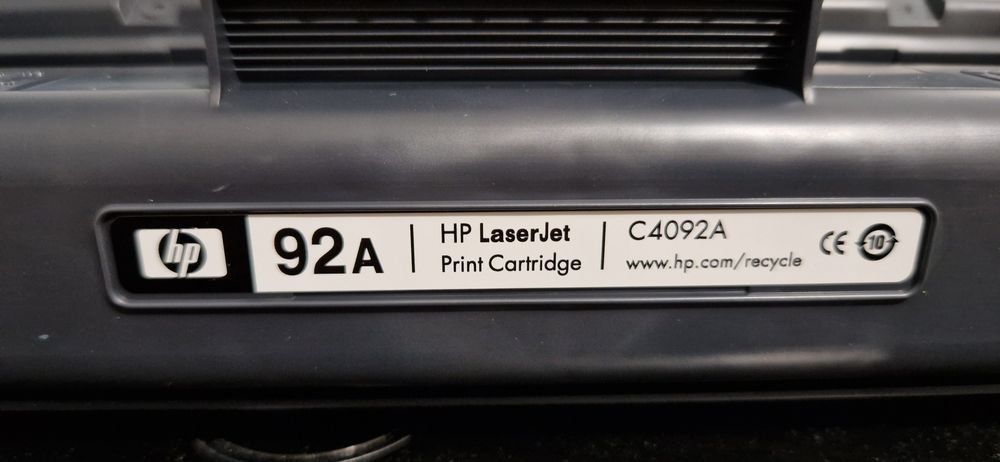 hp
92A
HP LaserJet
Print Cartridge
C4092A
www.hp.com/recycle
CE
10